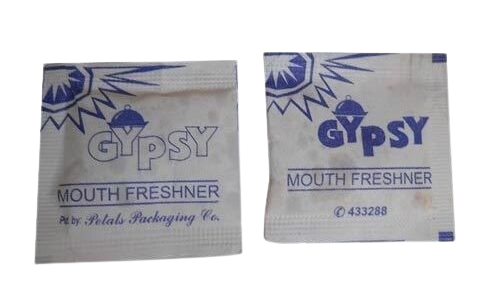 GYPSY
MOUTH FRESHNER
Pd. by: Petals Packaging Co.
GYPSY
MOUTH FRESHNER
✆ 433288